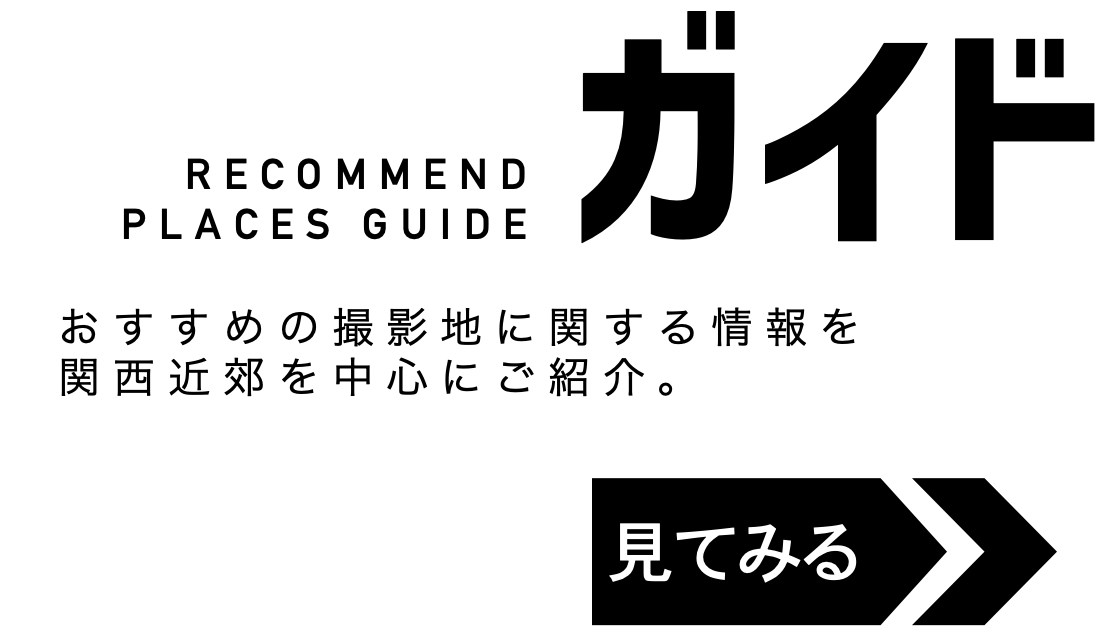 ガイド
RECOMMEND
PLACES GUIDE
おすすめの撮影地に関する情報を
関西近郊を中心にご紹介。
見てみる